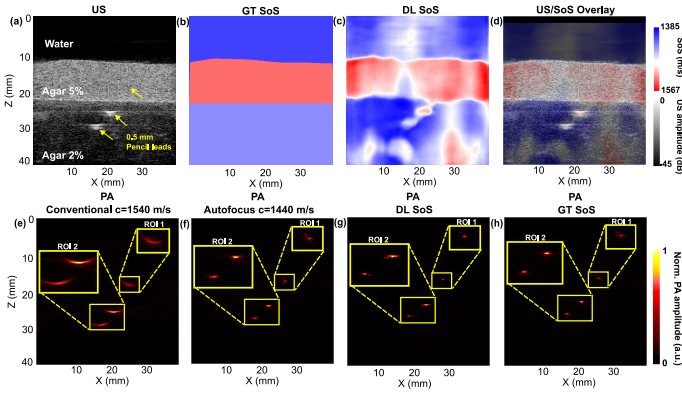 US GT SoS DL SoS US/SoS Overlay
(a) (b) (c) (d)
Water
Agar 5%
0.5 mm
Pencil leads
Agar 2%
0
10
20
30
40
Z (mm)
10 20 30
X (mm)
10 20 30
X (mm)
10 20 30
X (mm)
10 20 30
X (mm)
1385
SoS (m/s)
1567
0
US amplitude (dB)
-45
PA PA PA PA
Conventional c=1540 m/s Autofocus c=1440 m/s DL SoS GT SoS
(e) (f) (g) (h)
ROI 1
ROI 2
ROI 1
ROI 2
ROI 1
ROI 2
ROI 1
ROI 2
0
10
20
30
40
Z (mm)
10 20 30
X (mm)
10 20 30
X (mm)
10 20 30
X (mm)
10 20 30
X (mm)
1
0
Norm. PA amplitude (a.u.)